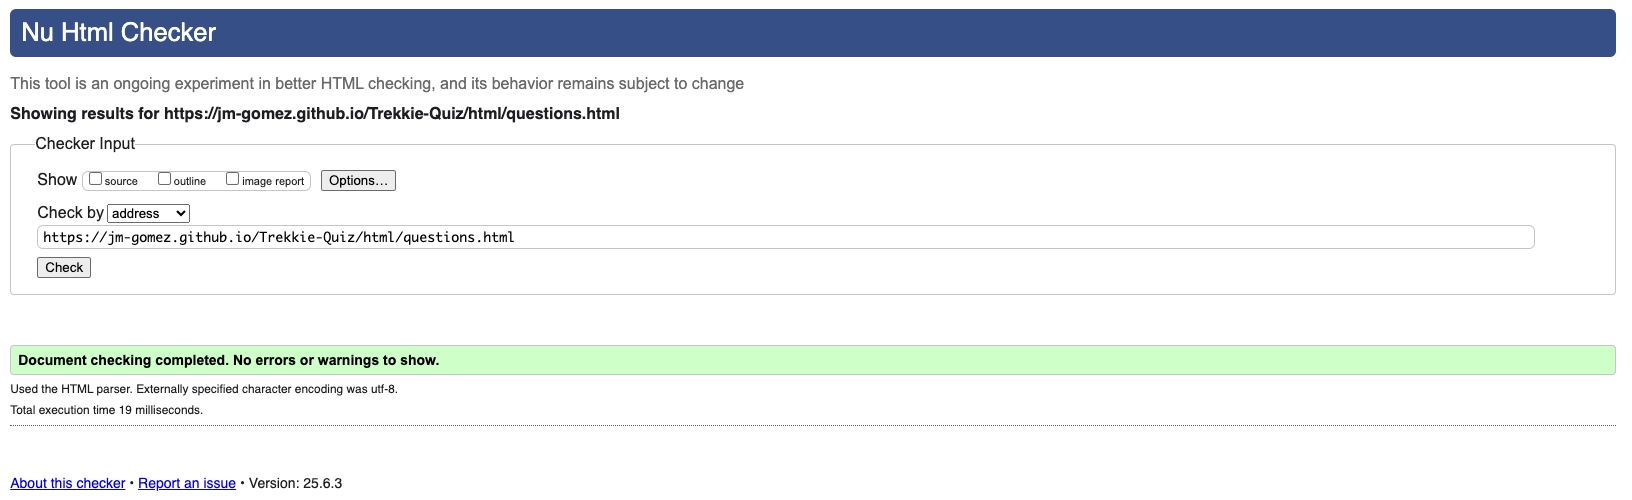 Nu Html Checker
This tool is an ongoing experiment in better HTML checking, and its behavior remains subject to change
Showing results for https://jm-gomez.github.io/Trekkie-Quiz/html/questions.html
Checker Input
Show source outline image report Options...
Check by address
https://jm-gomez.github.io/Trekkie-Quiz/html/questions.html
Check
Document checking completed. No errors or warnings to show.
Used the HTML parser. Externally specified character encoding was utf-8.
Total execution time 19 milliseconds.
About this checker • Report an issue • Version: 25.6.3